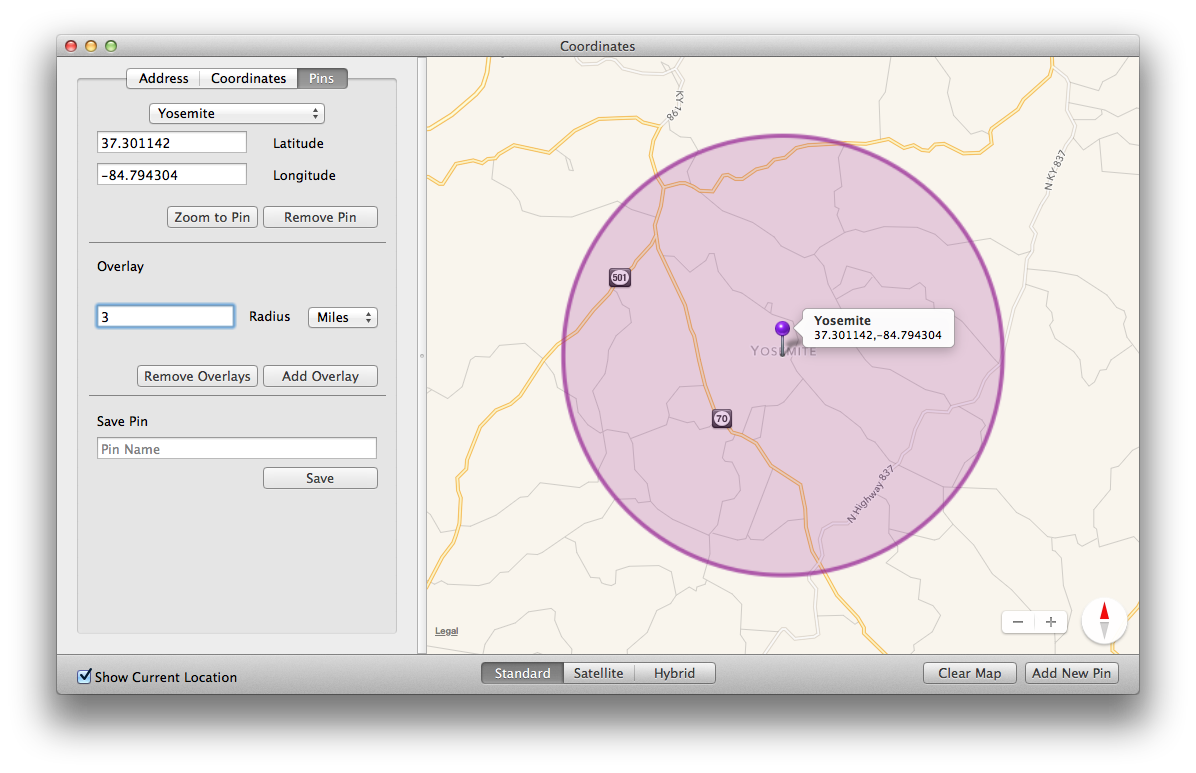 Coordinates
Address Coordinates Pins
Yosemite
37.301142 Latitude
-84.794304 Longitude
Zoom to Pin Remove Pin
Overlay
3 Radius Miles
Remove Overlays Add Overlay
Save Pin
Pin Name
Save
KY 198
N KY 837
501
Yosemite
37.301142,-84.794304
YOSEMITE
70
N Highway 837
Legal
Show Current Location
Standard Satellite Hybrid
Clear Map Add New Pin